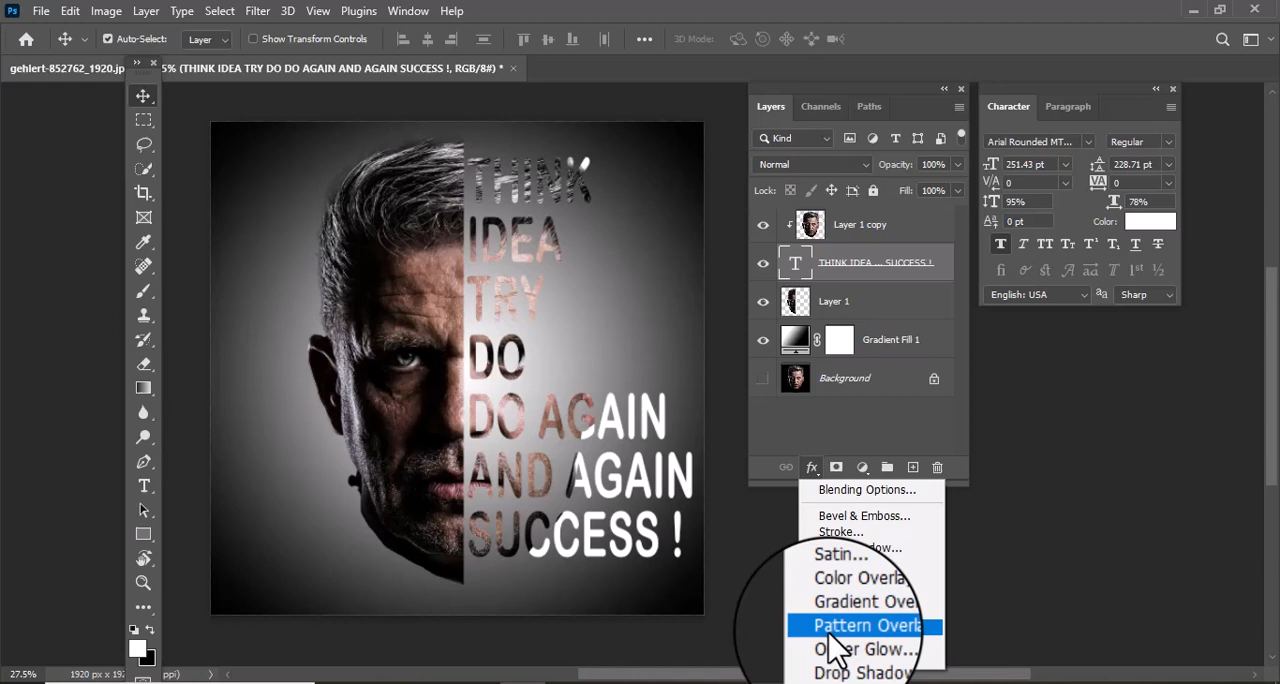 Ps File Edit Image Layer Type Select Filter 3D View Plugins Window Help
Auto-Select: Layer Show Transform Controls 3D Mode:
gehlert-852762_1920.jp 5% (THINK IDEA TRY DO DO AGAIN AND AGAIN SUCCESS !, RGB/8#) *
Layers Channels Paths
Kind
Normal Opacity: 100%
Lock: Fill: 100%
Layer 1 copy
THINK IDEA ... SUCCESS !
Layer 1
Gradient Fill 1
Background
Character Paragraph
Arial Rounded MT... Regular
251.43 pt 228.71 pt
0 0
95% 78%
0 pt Color:
English: USA Sharp
THINK
IDEA
TRY
DO
DO AGAIN
AND AGAIN
SUCCESS !
fx
Blending Options...
Bevel & Emboss...
Stroke...
Satin...
Color Overla
Gradient Ove
Pattern Overla
Glow...
Drop Shadow
27.5% 1920 px x 192 ppi)